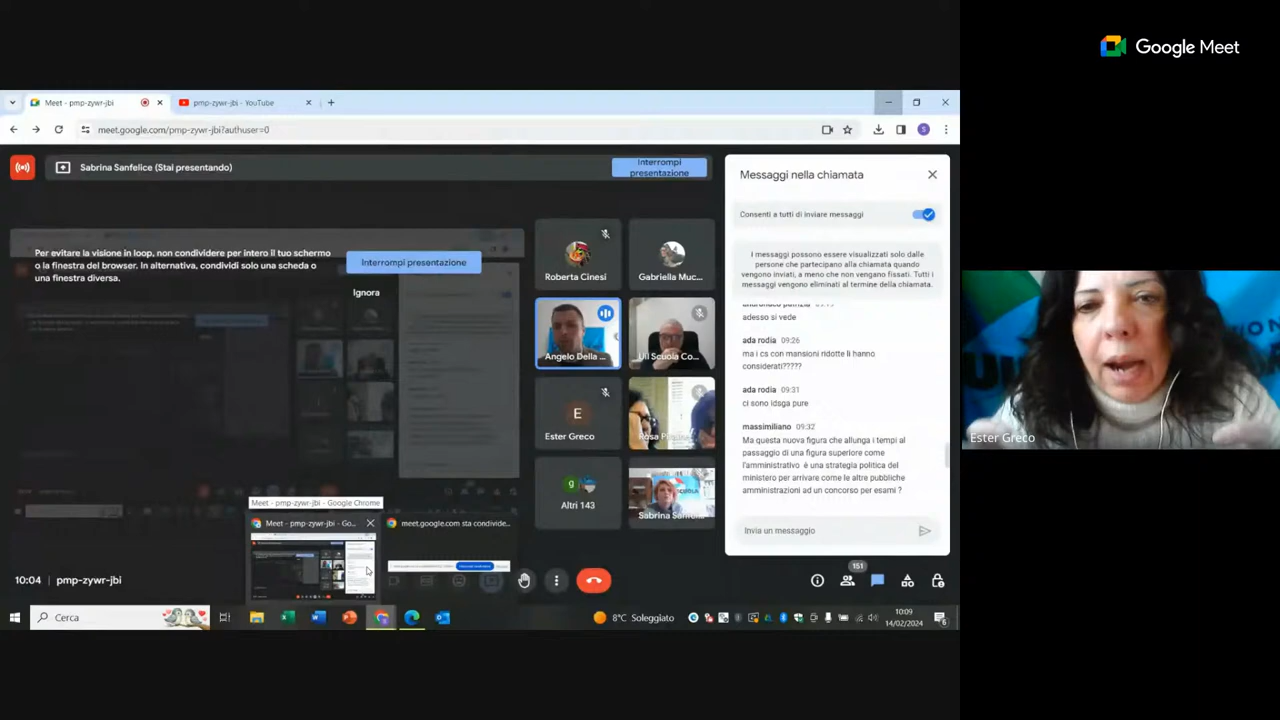 Google Meet
Meet - pmp-zywr-jbi
pmp-zywr-jbi - YouTube
meet.google.com/pmp-zywr-jbi?authuser=0
S
Sabrina Sanfelice (Stai presentando)
Interrompi
presentazione
Messaggi nella chiamata
Consenti a tutti di inviare messaggi
Per evitare la visione in loop, non condividere per intero il tuo schermo
o la finestra del browser. In alternativa, condividi solo una scheda o
una finestra diversa.
Interrompi presentazione
Ignora
I messaggi possono essere visualizzati solo dalle
persone che partecipano alla chiamata quando
vengono inviati, a meno che non vengano fissati. Tutti i
messaggi vengono eliminati al termine della chiamata.
Roberta Cinesi
Gabriella Muc...
adesso si vede
ada rodia 09:26
ma i cs con mansioni ridotte li hanno
considerati?????
ada rodia 09:31
ci sono ldsga pure
massimiliano 09:32
Ma questa nuova figura che allunga i tempi al
passaggio di una figura superiore come
l'amministrativo è una strategia politica del
ministero per arrivare come le altre pubbliche
amministrazioni ad un concorso per esami ?
Angelo Della ...
Uil Scuola Co...
E
Ester Greco
Rosa
g
Altri 143
Sabrina
Ester Greco
Meet - pmp-zywr-jbi - Google Chrome
Meet - pmp-zywr-jbi - Go...
meet.google.com sta condivide...
Invia un messaggio
10:04
pmp-zywr-jbi
151
Cerca
8°C Soleggiato
10:09
14/02/2024
6